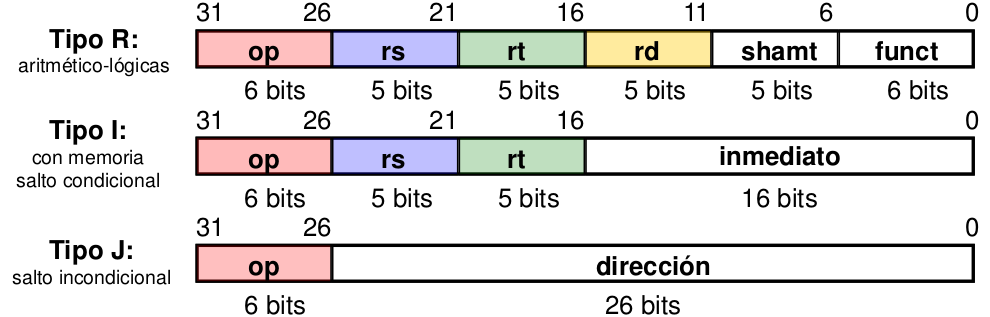 31 26 21 16 11 6 0
Tipo R:
aritmético-lógicas
op rs rt rd shamt funct
6 bits 5 bits 5 bits 5 bits 5 bits 6 bits
31 26 21 16 0
Tipo I:
con memoria
salto condicional
op rs rt inmediato
6 bits 5 bits 5 bits 16 bits
31 26 0
Tipo J:
salto incondicional
op dirección
6 bits 26 bits